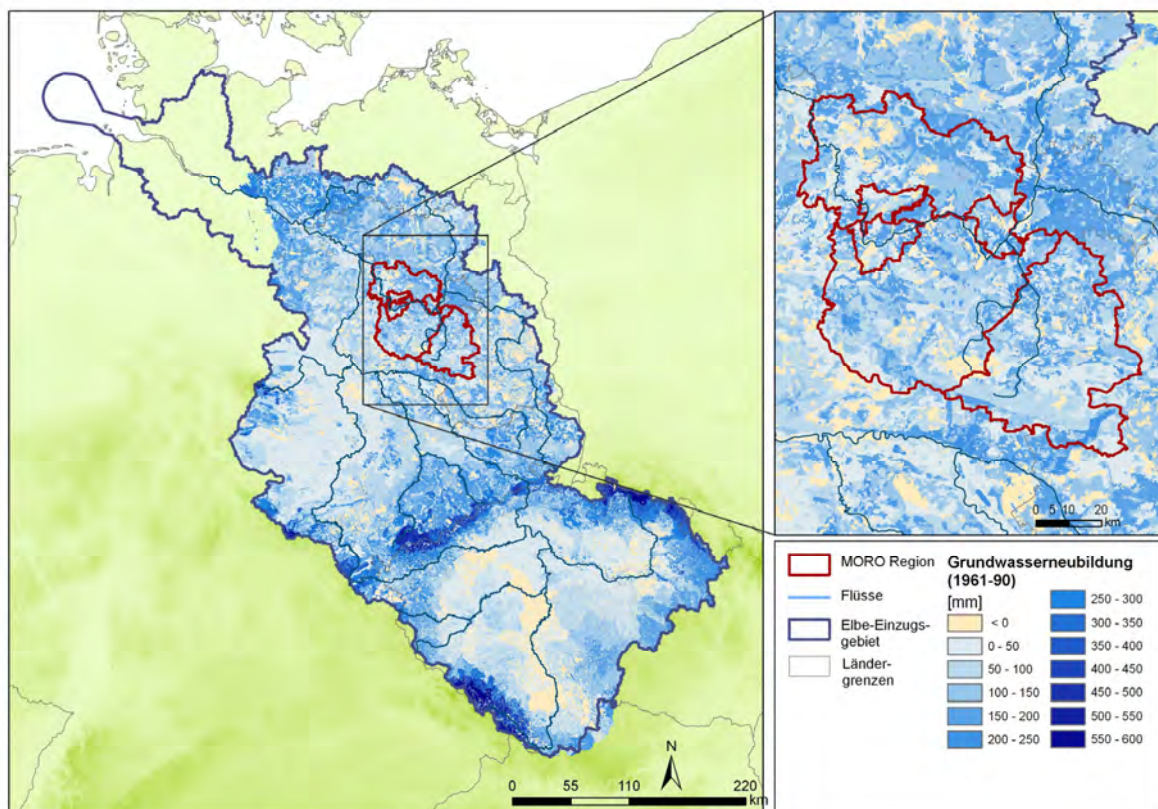 0 5 10 20
km
MORO Region
Flüsse
Elbe-Einzugs-
gebiet
Länder-
grenzen
Grundwasserneubildung
(1961-90)
[mm]
< 0
0 - 50
50 - 100
100 - 150
150 - 200
200 - 250
250 - 300
300 - 350
350 - 400
400 - 450
450 - 500
500 - 550
550 - 600
N
0 55 110 220
km